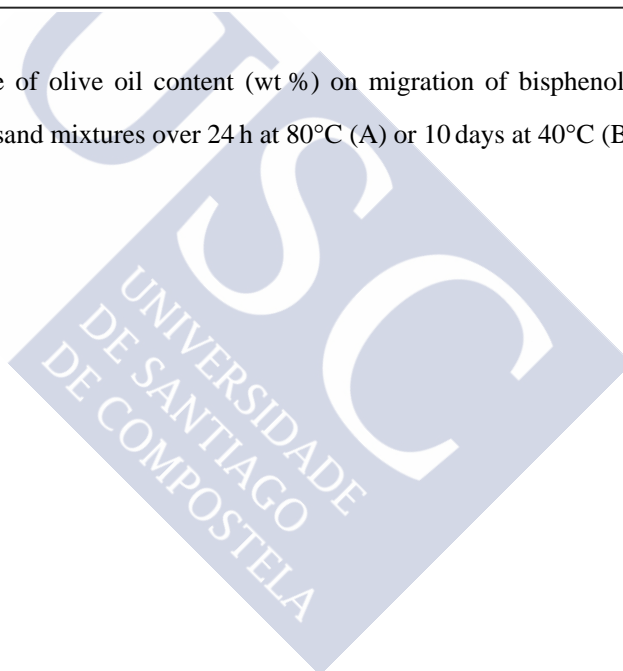 e of olive oil content (wt %) on migration of bisphenol
sand mixtures over 24 h at 80°C (A) or 10 days at 40°C (B
USC
UNIVERSIDADE
DE SANTIAGO
DE COMPOSTELA